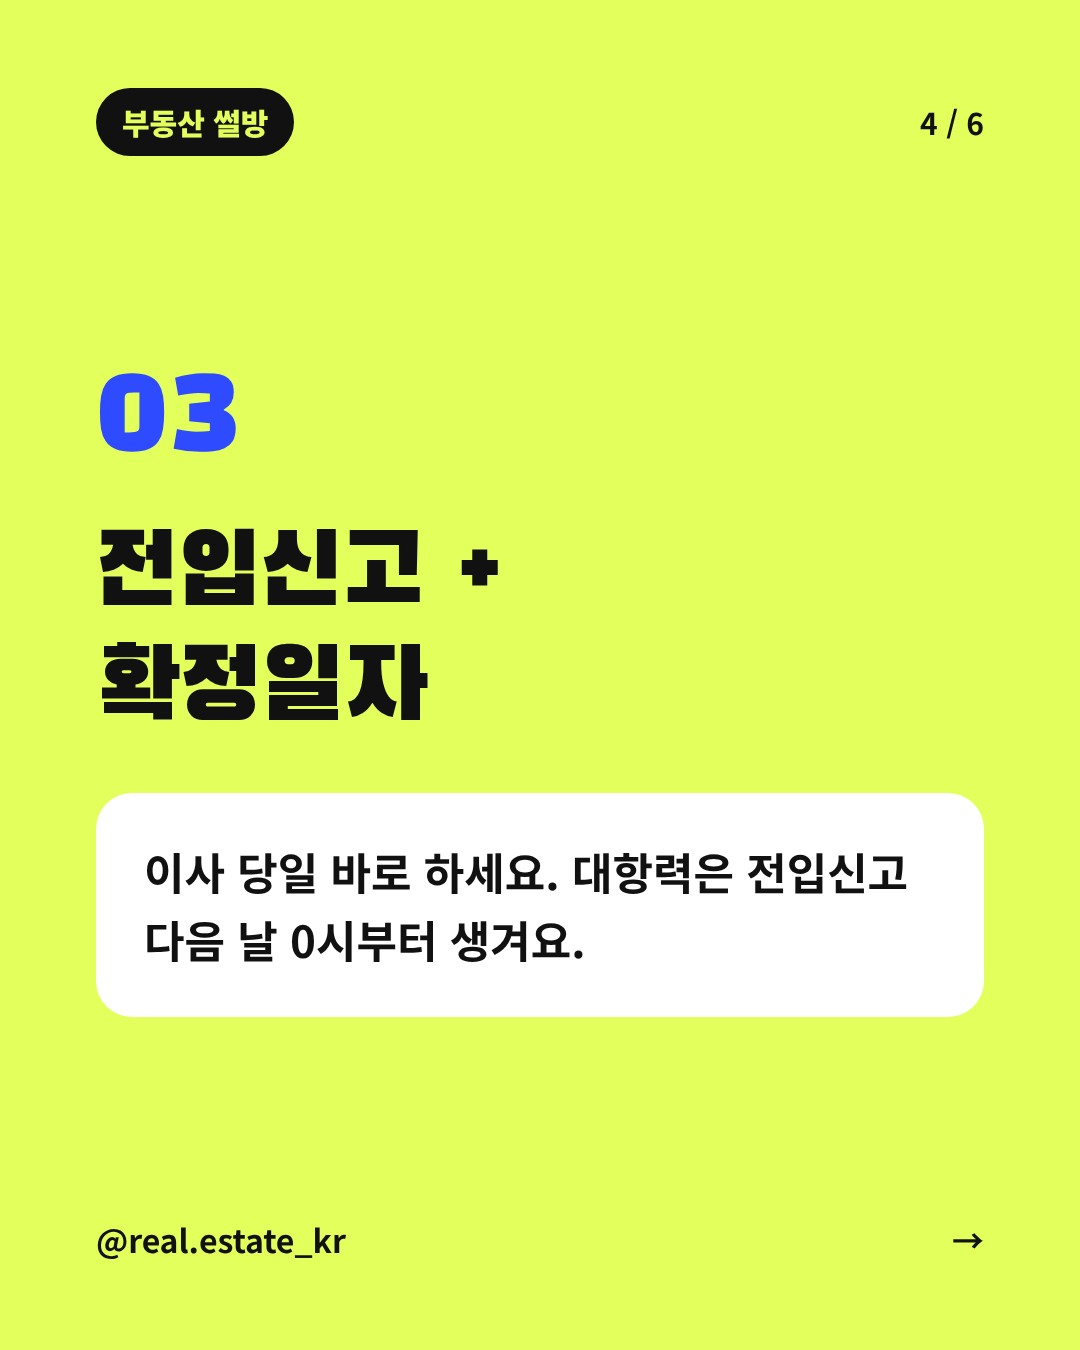 부동산 썰방
4 / 6
03
전입신고 +
확정일자
이사 당일 바로 하세요. 대항력은 전입신고
다음 날 0시부터 생겨요.
@real.estate_kr
→